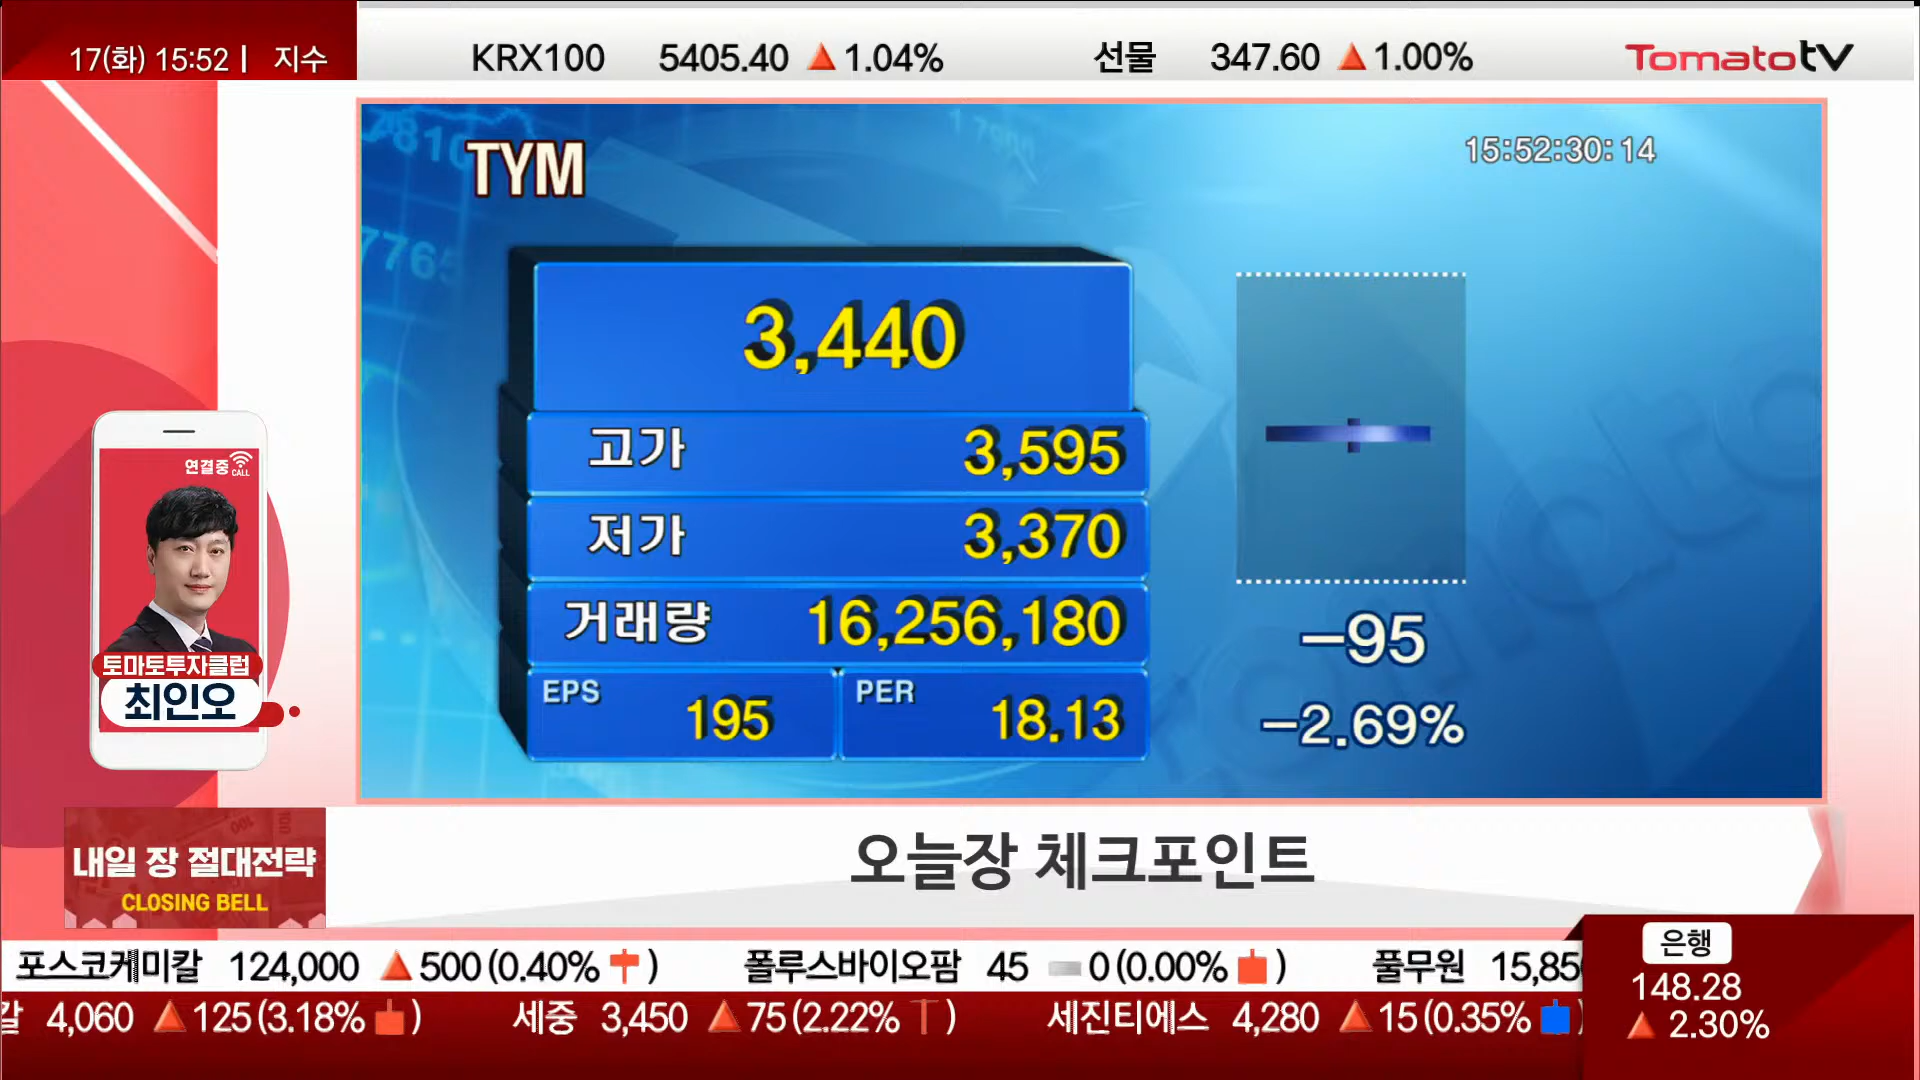 17(화) 15:52 | 지수 KRX100 5405.40 ▲ 1.04% 선물 347.60 ▲ 1.00% TomatotV
TYM
15:52:30:14
3,440
고가 3,595
저가 3,370
거래량 16,256,180
EPS 195 PER 18.13
−95
−2.69%
연결중
CALL
토마토투자클럽
최인오
내일 장 절대전략
CLOSING BELL
오늘장 체크포인트
포스코케미칼 124,000 ▲ 500 (0.40% ) 폴루스바이오팜 45 0 (0.00% ) 풀무원
칼 4,060 ▲ 125 (3.18% ) 세중 3,450 ▲ 75 (2.22% ) 세진티에스 4,280 ▲ 15 (0.35% )
은행
148.28
▲ 2.30%